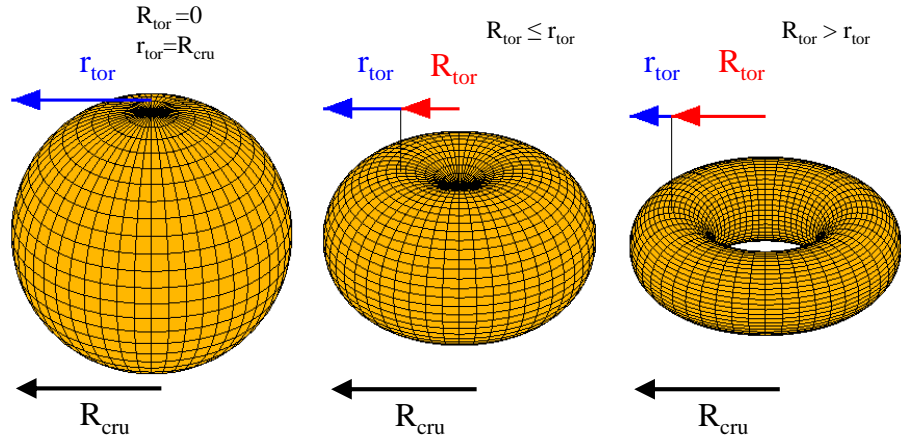 R_tor =0
r_tor=R_cru
r_tor
R_cru
R_tor ≤ r_tor
r_tor R_tor
R_cru
R_tor > r_tor
r_tor R_tor
R_cru